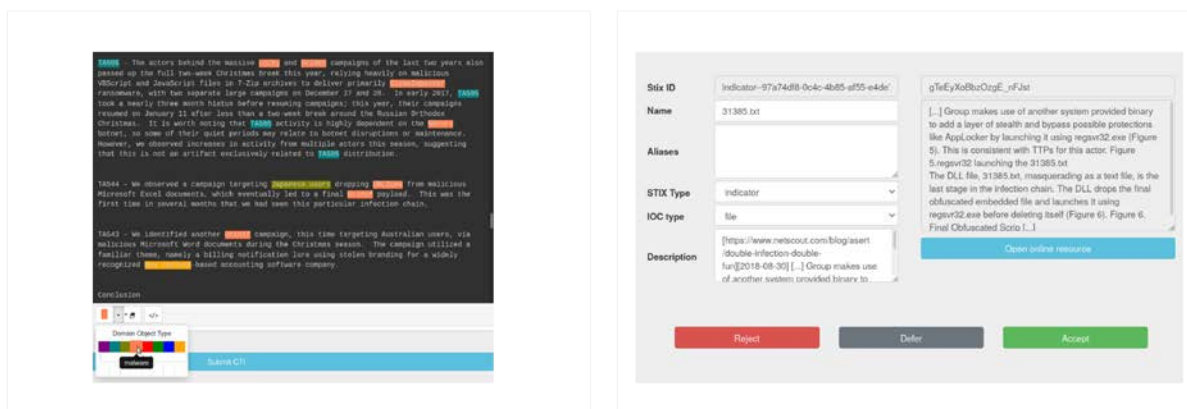 TA505 - The actors behind the massive Locky and Dridex campaigns of the last two years also
passed up the full two-week Christmas break this year, relying heavily on malicious
VBScript and JavaScript files in 7-Zip archives to deliver primarily GlobeImposter
ransomware, with two separate large campaigns on December 27 and 28. In early 2017, TA505
took a nearly three month hiatus before resuming campaigns; this year, their campaigns
resumed on January 11 after less than a two-week break around the Russian Orthodox
Christmas. It is worth noting that TA505 activity is highly dependent on the Necurs
botnet, so some of their quiet periods may relate to botnet disruptions or maintenance.
However, we observed increases in activity from multiple actors this season, suggesting
that this is not an artifact exclusively related to TA505 distribution.
TA544 - We observed a campaign targeting Japanese users dropping from malicious
Microsoft Excel documents, which eventually led to a final payload. This was the
first time in several months that we had seen this particular infection chain.
TA543 - We identified another campaign, this time targeting Australian users, via
malicious Microsoft Word documents during the Christmas season. The campaign utilized a
familiar theme, namely a billing notification lure using stolen branding for a widely
recognized -based accounting software company.
Conclusion
</>
Domain Object Type
malware
Submit CTI
Stix ID
indicator--97a74df8-0c4c-4b85-af55-e4de
Name
31385.txt
Aliases
STIX Type
indicator
IOC type
file
Description
[https://www.netscout.com/blog/asert
/double-infection-double-
fun][2018-08-30] [...] Group makes use
of another system provided binary to
gTeEyXoBbzOzgE_nFJst
[...] Group makes use of another system provided binary
to add a layer of stealth and bypass possible protections
like AppLocker by launching it using regsvr32.exe (Figure
5). This is consistent with TTPs for this actor. Figure
5.regsvr32 launching the 31385.txt
The DLL file, 31385.txt, masquerading as a text file, is the
last stage in the infection chain. The DLL drops the final
obfuscated embedded file and launches it using
regsvr32.exe before deleting itself (Figure 6). Figure 6.
Final Obfuscated Scrip [...]
Open online resource
Reject
Defer
Accept